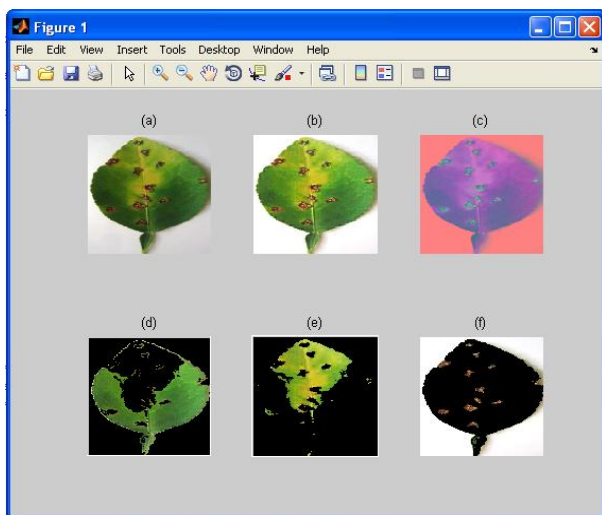 Figure 1
File Edit View Insert Tools Desktop Window Help
(a) (b) (c)
(d) (e) (f)